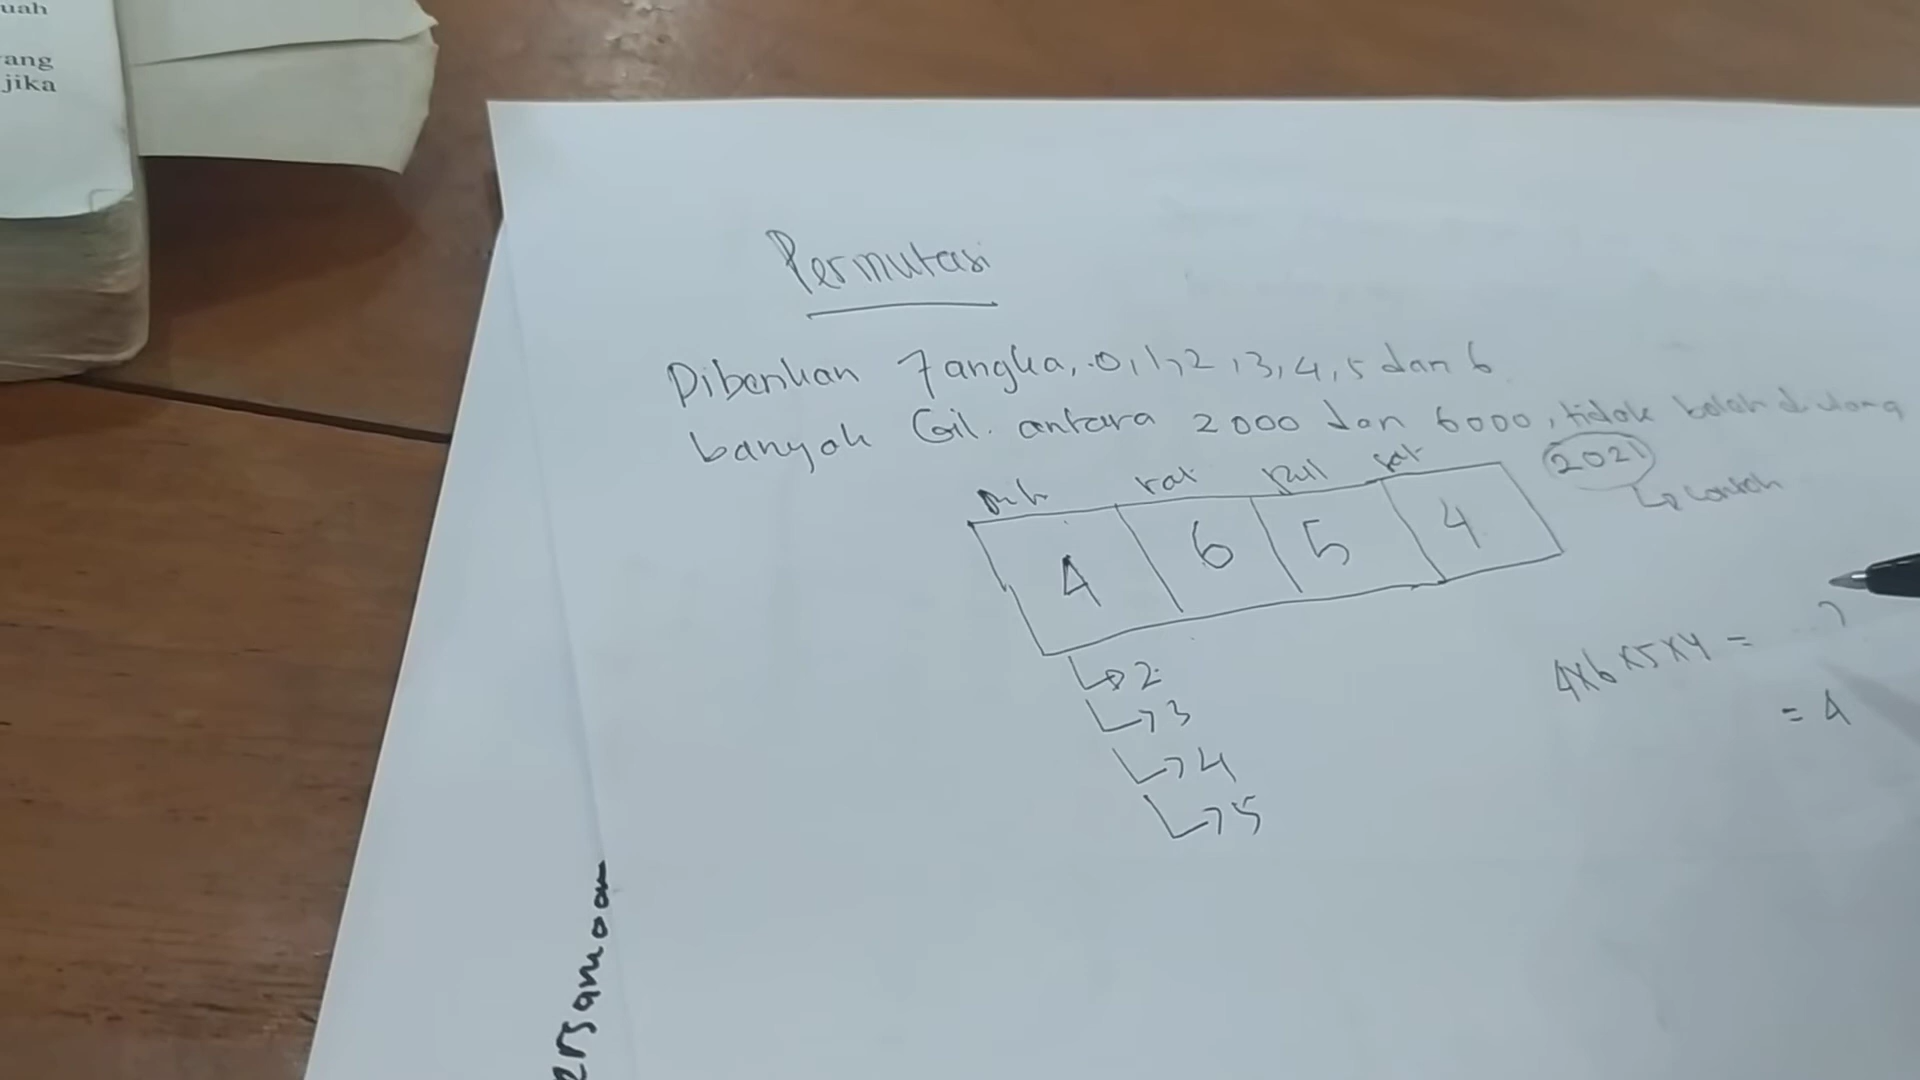 uah
ang
jika
Permutasi
Diberikan 7 angka, 0, 1, 2, 3, 4, 5 dan 6
banyak Bil. antara 2000 dan 6000, tidak boleh diulang
rib rat pul sat
4 6 5 4
2021
↳ contoh
↳ 2
↳ 3
↳ 4
↳ 5
4x6x5x4 =
= 4
ersamaan